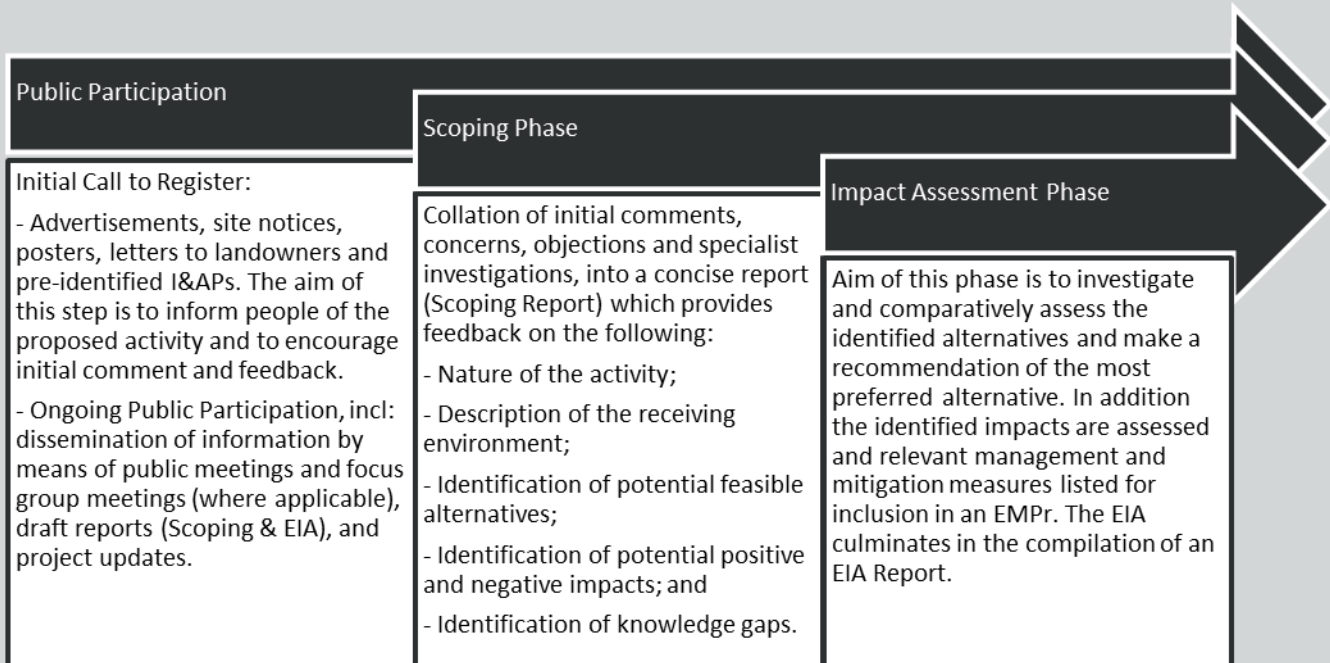 Public Participation
Initial Call to Register:
- Advertisements, site notices,
posters, letters to landowners and
pre-identified I&APs. The aim of
this step is to inform people of the
proposed activity and to encourage
initial comment and feedback.
- Ongoing Public Participation, incl:
dissemination of information by
means of public meetings and focus
group meetings (where applicable),
draft reports (Scoping & EIA), and
project updates.
Scoping Phase
Collation of initial comments,
concerns, objections and specialist
investigations, into a concise report
(Scoping Report) which provides
feedback on the following:
- Nature of the activity;
- Description of the receiving
environment;
- Identification of potential feasible
alternatives;
- Identification of potential positive
and negative impacts; and
- Identification of knowledge gaps.
Impact Assessment Phase
Aim of this phase is to investigate
and comparatively assess the
identified alternatives and make a
recommendation of the most
preferred alternative. In addition
the identified impacts are assessed
and relevant management and
mitigation measures listed for
inclusion in an EMPr. The EIA
culminates in the compilation of an
EIA Report.